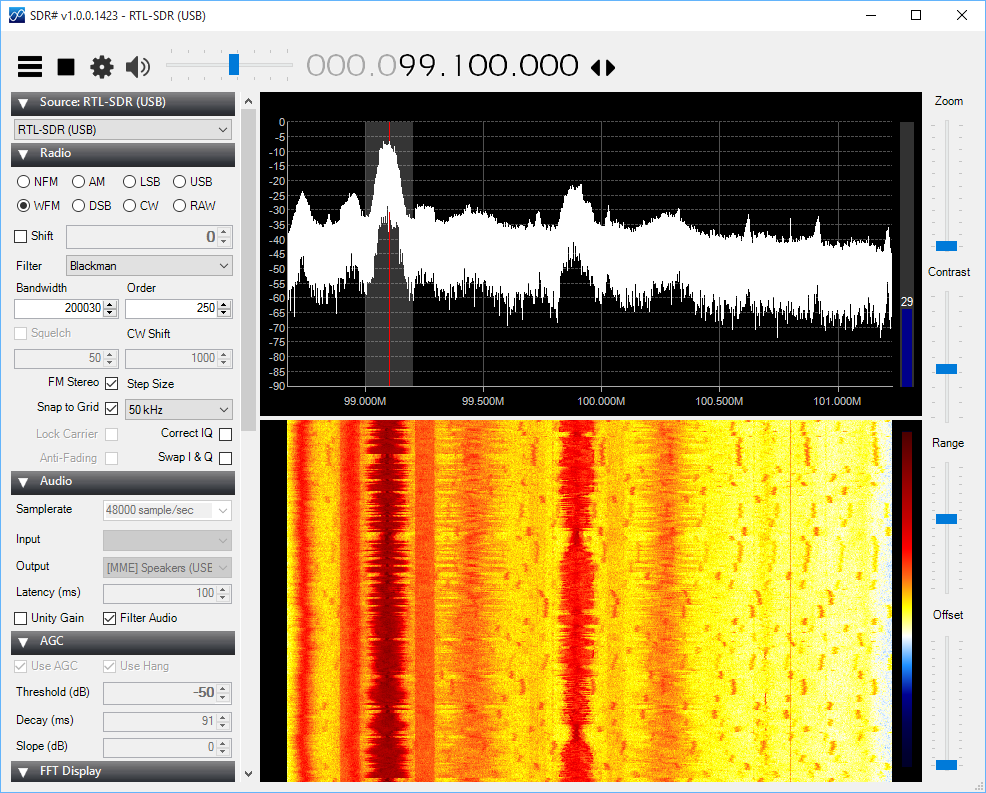 SDR# v1.0.0.1423 - RTL-SDR (USB)
000.099.100.000
Source: RTL-SDR (USB)
RTL-SDR (USB)
Radio
NFM AM LSB USB
WFM DSB CW RAW
Shift 0
Filter Blackman
Bandwidth Order
200030 250
Squelch CW Shift
50 1000
FM Stereo Step Size
Snap to Grid 50 kHz
Lock Carrier Correct IQ
Anti-Fading Swap I & Q
Audio
Samplerate 48000 sample/sec
Input
Output [MME] Speakers (USE
Latency (ms) 100
Unity Gain Filter Audio
AGC
Use AGC Use Hang
Threshold (dB) -50
Decay (ms) 91
Slope (dB) 0
FFT Display
0
-5
-10
-15
-20
-25
-30
-35
-40
-45
-50
-55
-60
-65
-70
-75
-80
-85
-90
99.000M 99.500M 100.000M 100.500M 101.000M
29
Zoom
Contrast
Range
Offset